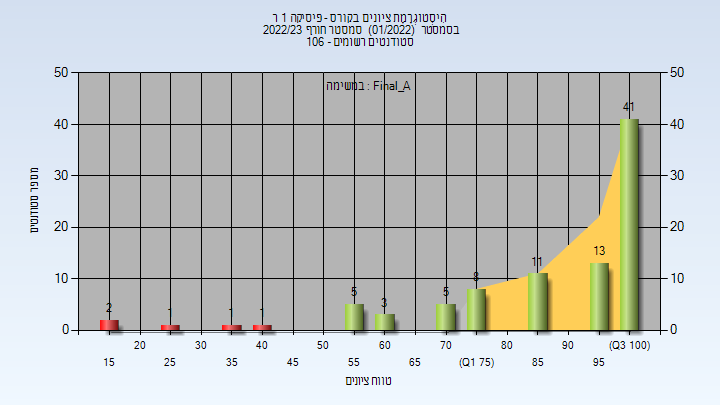 היסטוגרמת ציונים בקורס - פיסיקה 1 ר
בסמסטר (01/2022) סמסטר חורף 2022/23
סטודנטים רשומים - 106
במשימה : Final_A
מספר סטודנטים
50 50
40 40
30 30
20 20
10 10
0 0
2 1 1 1 5 3 5 8 11 13 41
20 30 40 50 60 70 80 90 (Q3 100)
15 25 35 45 55 65 (Q1 75) 85 95
טווח ציונים